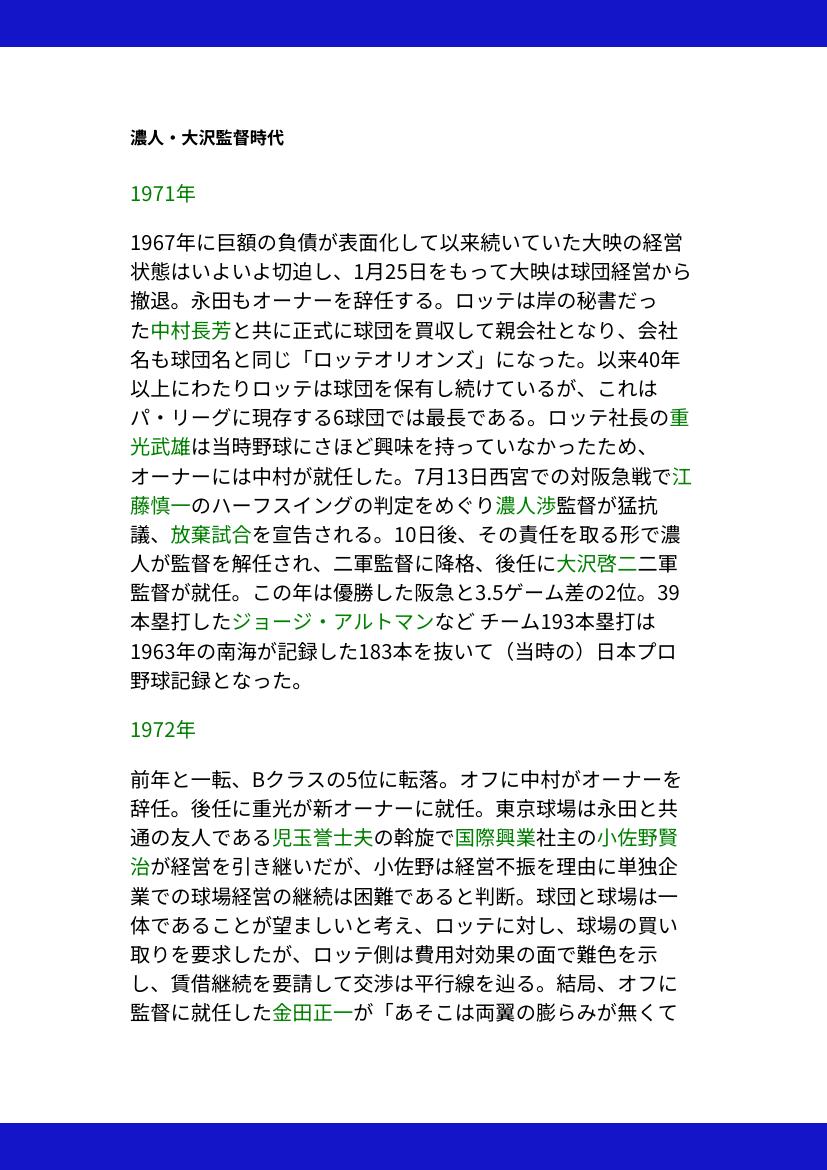 濃人・大沢監督時代
1971年
1967年に巨額の負債が表面化して以来続いていた大映の経営
状態はいよいよ切迫し、1月25日をもって大映は球団経営から
撤退。永田もオーナーを辞任する。ロッテは岸の秘書だっ
た中村長芳と共に正式に球団を買収して親会社となり、会社
名も球団名と同じ「ロッテオリオンズ」になった。以来40年
以上にわたりロッテは球団を保有し続けているが、これは
パ・リーグに現存する6球団では最長である。ロッテ社長の重
光武雄は当時野球にさほど興味を持っていなかったため、
オーナーには中村が就任した。7月13日西宮での対阪急戦で江
藤慎一のハーフスイングの判定をめぐり濃人渉監督が猛抗
議、放棄試合を宣告される。10日後、その責任を取る形で濃
人が監督を解任され、二軍監督に降格、後任に大沢啓二二軍
監督が就任。この年は優勝した阪急と3.5ゲーム差の2位。39
本塁打したジョージ・アルトマンなど チーム193本塁打は
1963年の南海が記録した183本を抜いて（当時の）日本プロ
野球記録となった。
1972年
前年と一転、Bクラスの5位に転落。オフに中村がオーナーを
辞任。後任に重光が新オーナーに就任。東京球場は永田と共
通の友人である児玉誉士夫の斡旋で国際興業社主の小佐野賢
治が経営を引き継いだが、小佐野は経営不振を理由に単独企
業での球場経営の継続は困難であると判断。球団と球場は一
体であることが望ましいと考え、ロッテに対し、球場の買い
取りを要求したが、ロッテ側は費用対効果の面で難色を示
し、賃借継続を要請して交渉は平行線を辿る。結局、オフに
監督に就任した金田正一が「あそこは両翼の膨らみが無くて